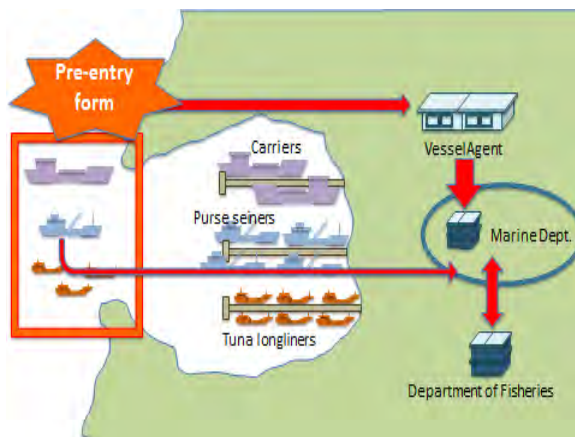 Pre-entry
form
Carriers
Vessel Agent
Purse seiners
Marine Dept.
Tuna longliners
Department of Fisheries